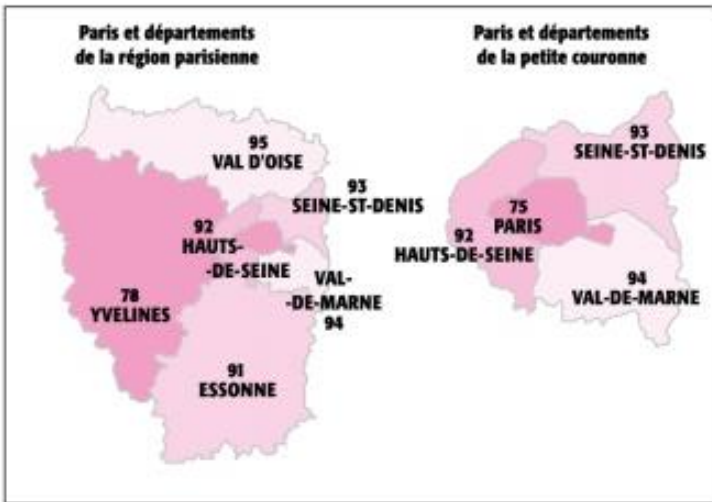 Paris et départements
de la région parisienne
95
VAL D'OISE
93
SEINE-ST-DENIS
92
HAUTS-
-DE-SEINE
VAL-
-DE-MARNE
94
78
YVELINES
91
ESSONNE
Paris et départements
de la petite couronne
93
SEINE-ST-DENIS
75
PARIS
92
HAUTS-DE-SEINE
94
VAL-DE-MARNE